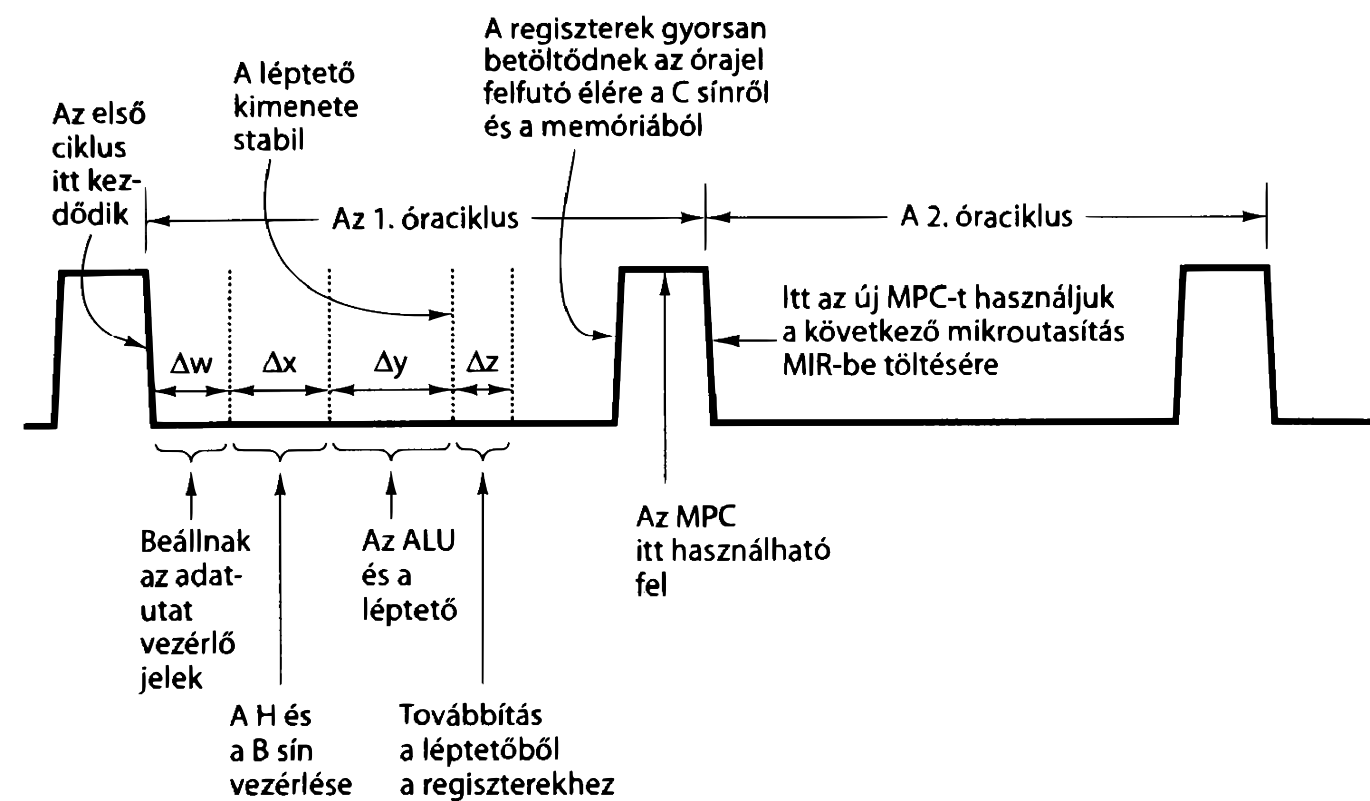 A regiszterek gyorsan
betöltődnek az órajel
felfutó élére a C sínről
és a memóriából
A léptető
kimenete
stabil
Az első
ciklus
itt kez-
dődik
Az 1. óraciklus
A 2. óraciklus
Itt az új MPC-t használjuk
a következő mikroutasítás
MIR-be töltésére
Δw
Δx
Δy
Δz
Beállnak
az adat-
utat
vezérlő
jelek
Az ALU
és a
léptető
Az MPC
itt használható
fel
A H és
a B sín
vezérlése
Továbbítás
a léptetőből
a regiszterekhez